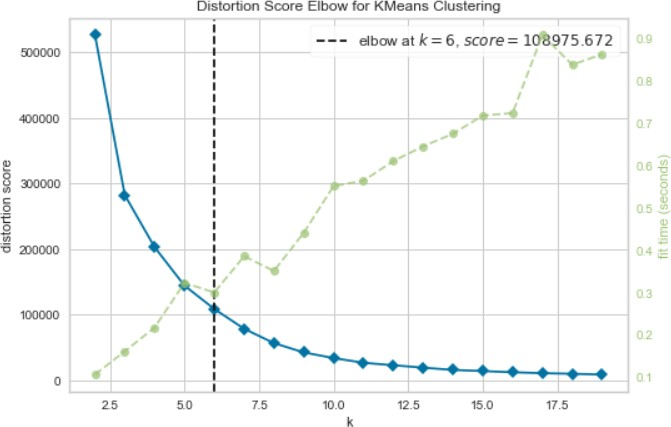 Distortion Score Elbow for KMeans Clustering
elbow at k = 6, score = 108975.672
distortion score
500000
400000
300000
200000
100000
0
0.9
0.8
0.7
0.6
0.5
0.4
0.3
0.2
0.1
fit time (seconds)
2.5 5.0 7.5 10.0 12.5 15.0 17.5
k